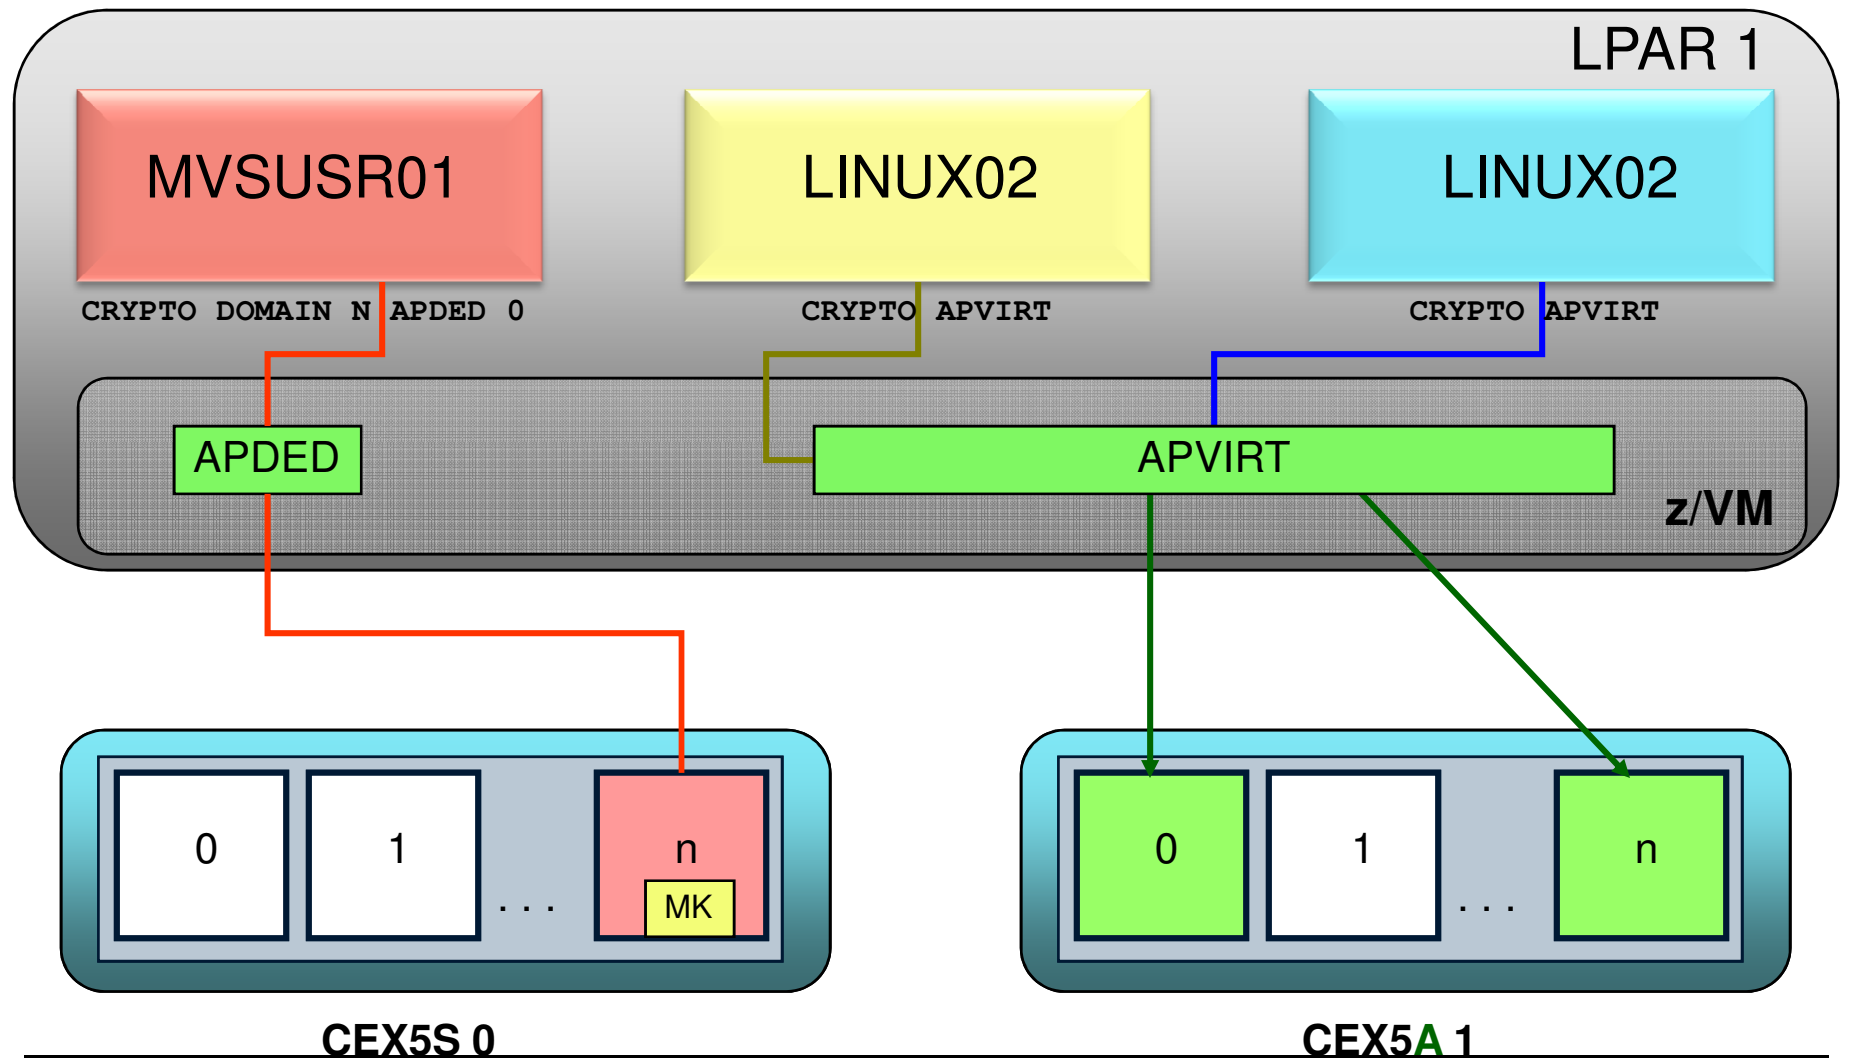 LPAR 1
MVSUSR01
LINUX02
LINUX02
CRYPTO DOMAIN N APDED 0
CRYPTO APVIRT
CRYPTO APVIRT
APDED
APVIRT
z/VM
0
1
. . .
n
MK
0
1
. . .
n
CEX5S 0
CEX5A 1